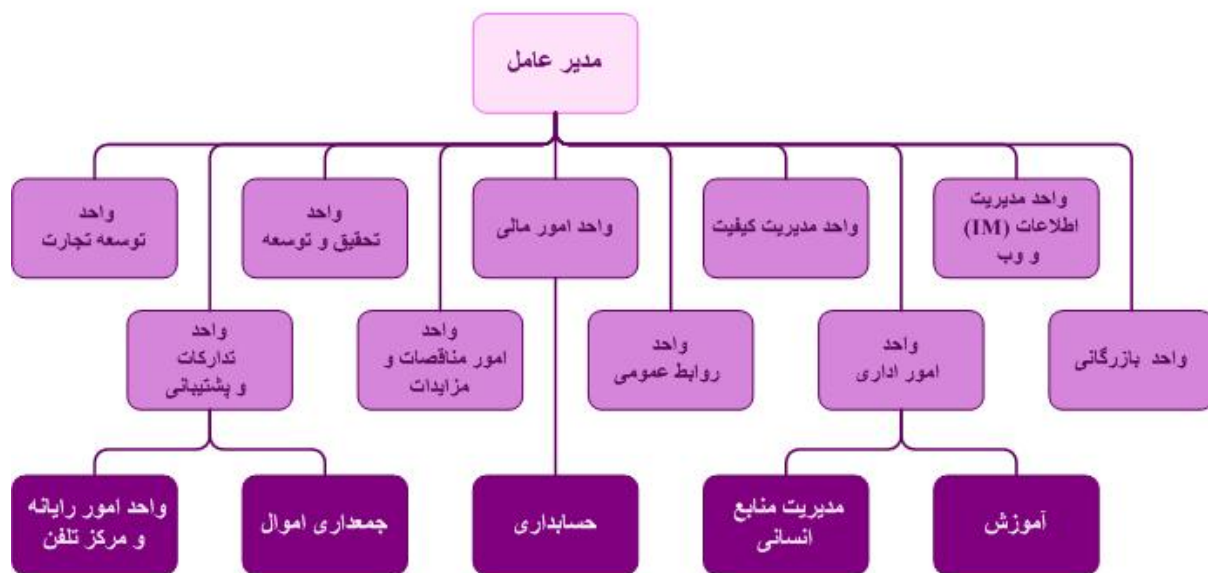 مدیر عامل
واحد مدیریت
اطلاعات (IM)
و وب
واحد مدیریت کیفیت
واحد امور مالی
واحد
تحقیق و توسعه
واحد
توسعه تجارت
واحد بازرگانی
واحد
امور اداری
واحد
روابط عمومی
واحد
امور مناقصات و
مزایدات
واحد
تدارکات
و پشتیبانی
آموزش
مدیریت منابع
انسانی
حسابداری
جمعداری اموال
واحد امور رایانه
و مرکز تلفن